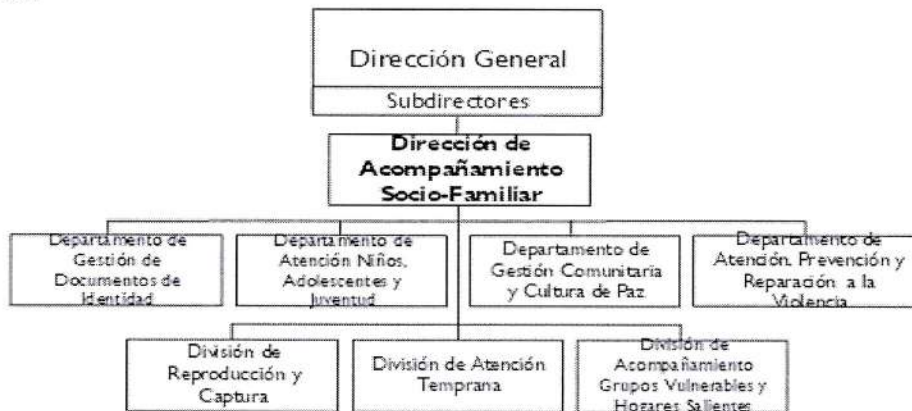 Dirección General
Subdirectores
Dirección de
Acompañamiento
Socio-Familiar
Departamento de
Gestión de
Documentos de
Identidad
Departamento de
Atención Niños,
Adolescentes y
Juventud
Departamento de
Gestión Comunitaria
y Cultura de Paz
Departamento de
Atención, Prevención y
Reparación a la
Violencia
División de
Reproducción y
Captura
División de Atención
Temprana
División de
Acompañamiento
Grupos Vulnerables y
Hogares Salientes